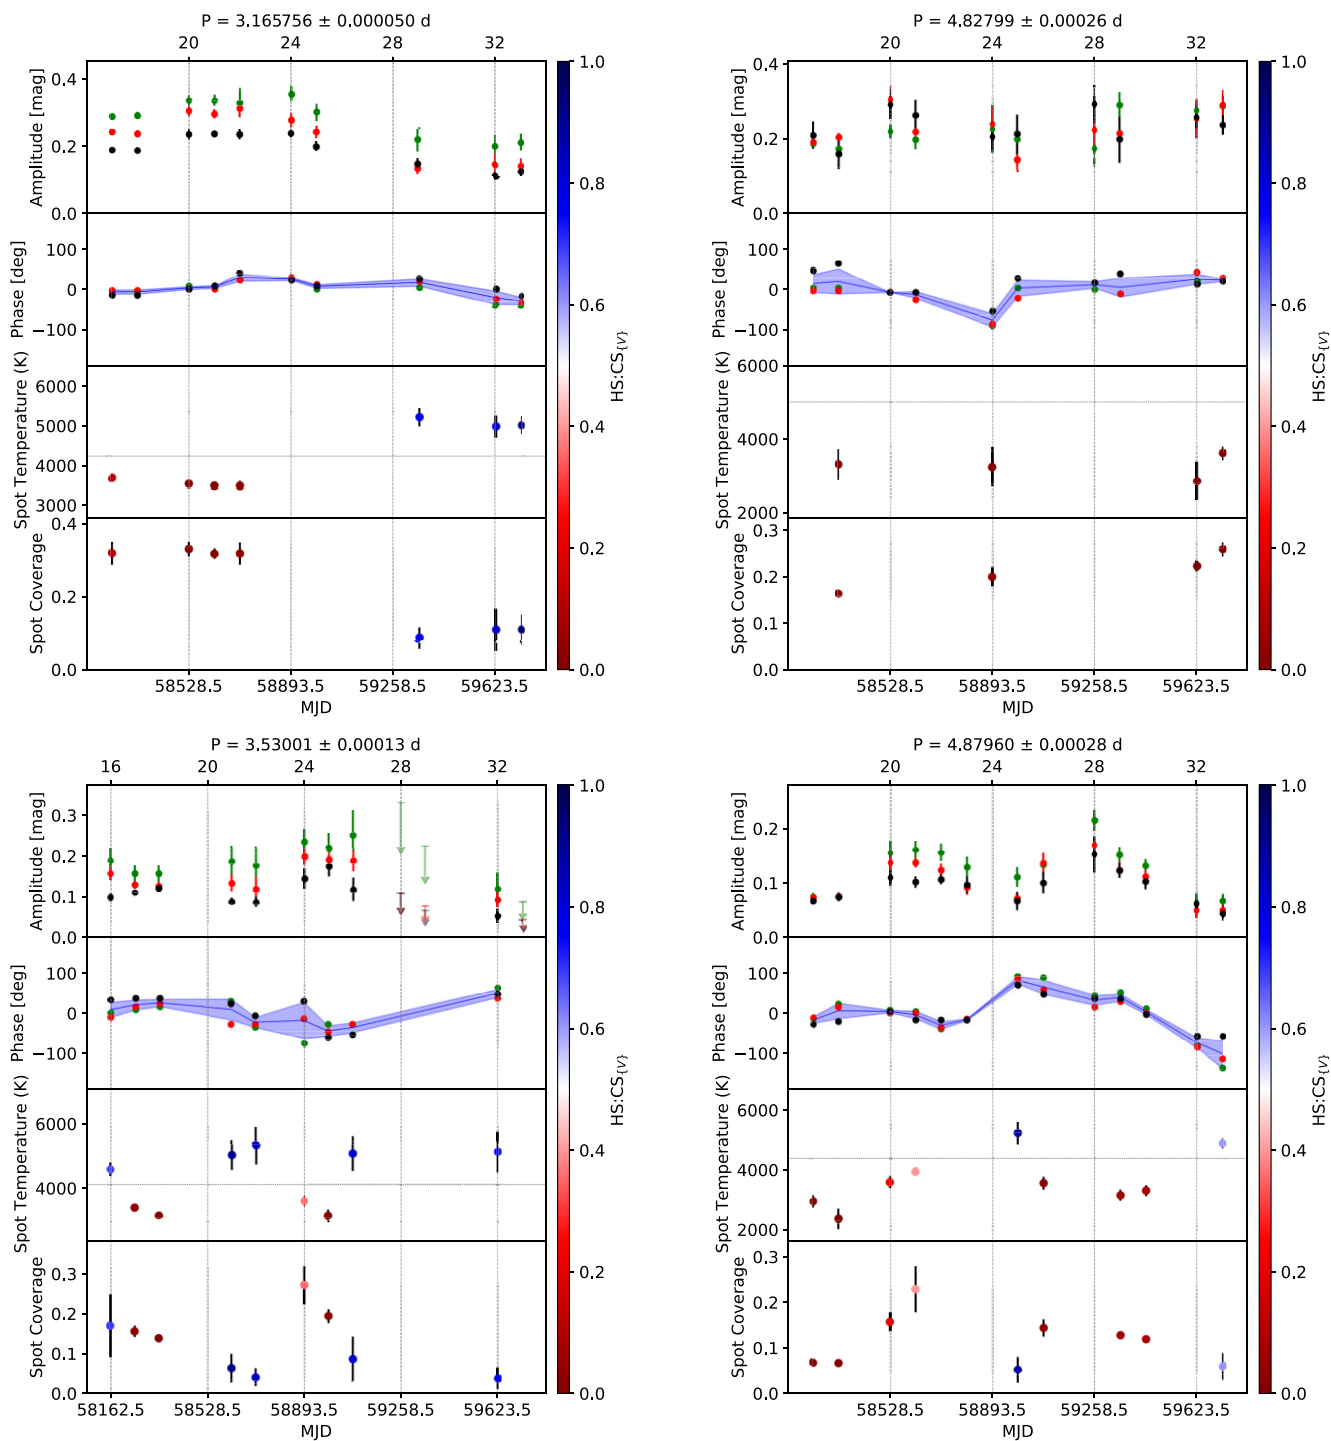 P = 3.165756 ± 0.000050 d
20 24 28 32
Amplitude [mag]
0.4
0.2
0.0
Phase [deg]
100
0
−100
Spot Temperature (K)
6000
5000
4000
3000
Spot Coverage
0.4
0.2
0.0
58528.5 58893.5 59258.5 59623.5
MJD
HS:CS{V}
1.0
0.8
0.6
0.4
0.2
0.0
P = 4.82799 ± 0.00026 d
20 24 28 32
Amplitude [mag]
0.4
0.2
0.0
Phase [deg]
100
0
−100
Spot Temperature (K)
6000
4000
2000
Spot Coverage
0.3
0.2
0.1
0.0
58528.5 58893.5 59258.5 59623.5
MJD
HS:CS{V}
1.0
0.8
0.6
0.4
0.2
0.0
P = 3.53001 ± 0.00013 d
16 20 24 28 32
Amplitude [mag]
0.3
0.2
0.1
0.0
Phase [deg]
100
0
−100
Spot Temperature (K)
6000
4000
Spot Coverage
0.3
0.2
0.1
0.0
58162.5 58528.5 58893.5 59258.5 59623.5
MJD
HS:CS{V}
1.0
0.8
0.6
0.4
0.2
0.0
P = 4.87960 ± 0.00028 d
20 24 28 32
Amplitude [mag]
0.2
0.1
0.0
Phase [deg]
100
0
−100
Spot Temperature (K)
6000
4000
2000
Spot Coverage
0.3
0.2
0.1
0.0
58528.5 58893.5 59258.5 59623.5
MJD
HS:CS{V}
1.0
0.8
0.6
0.4
0.2
0.0